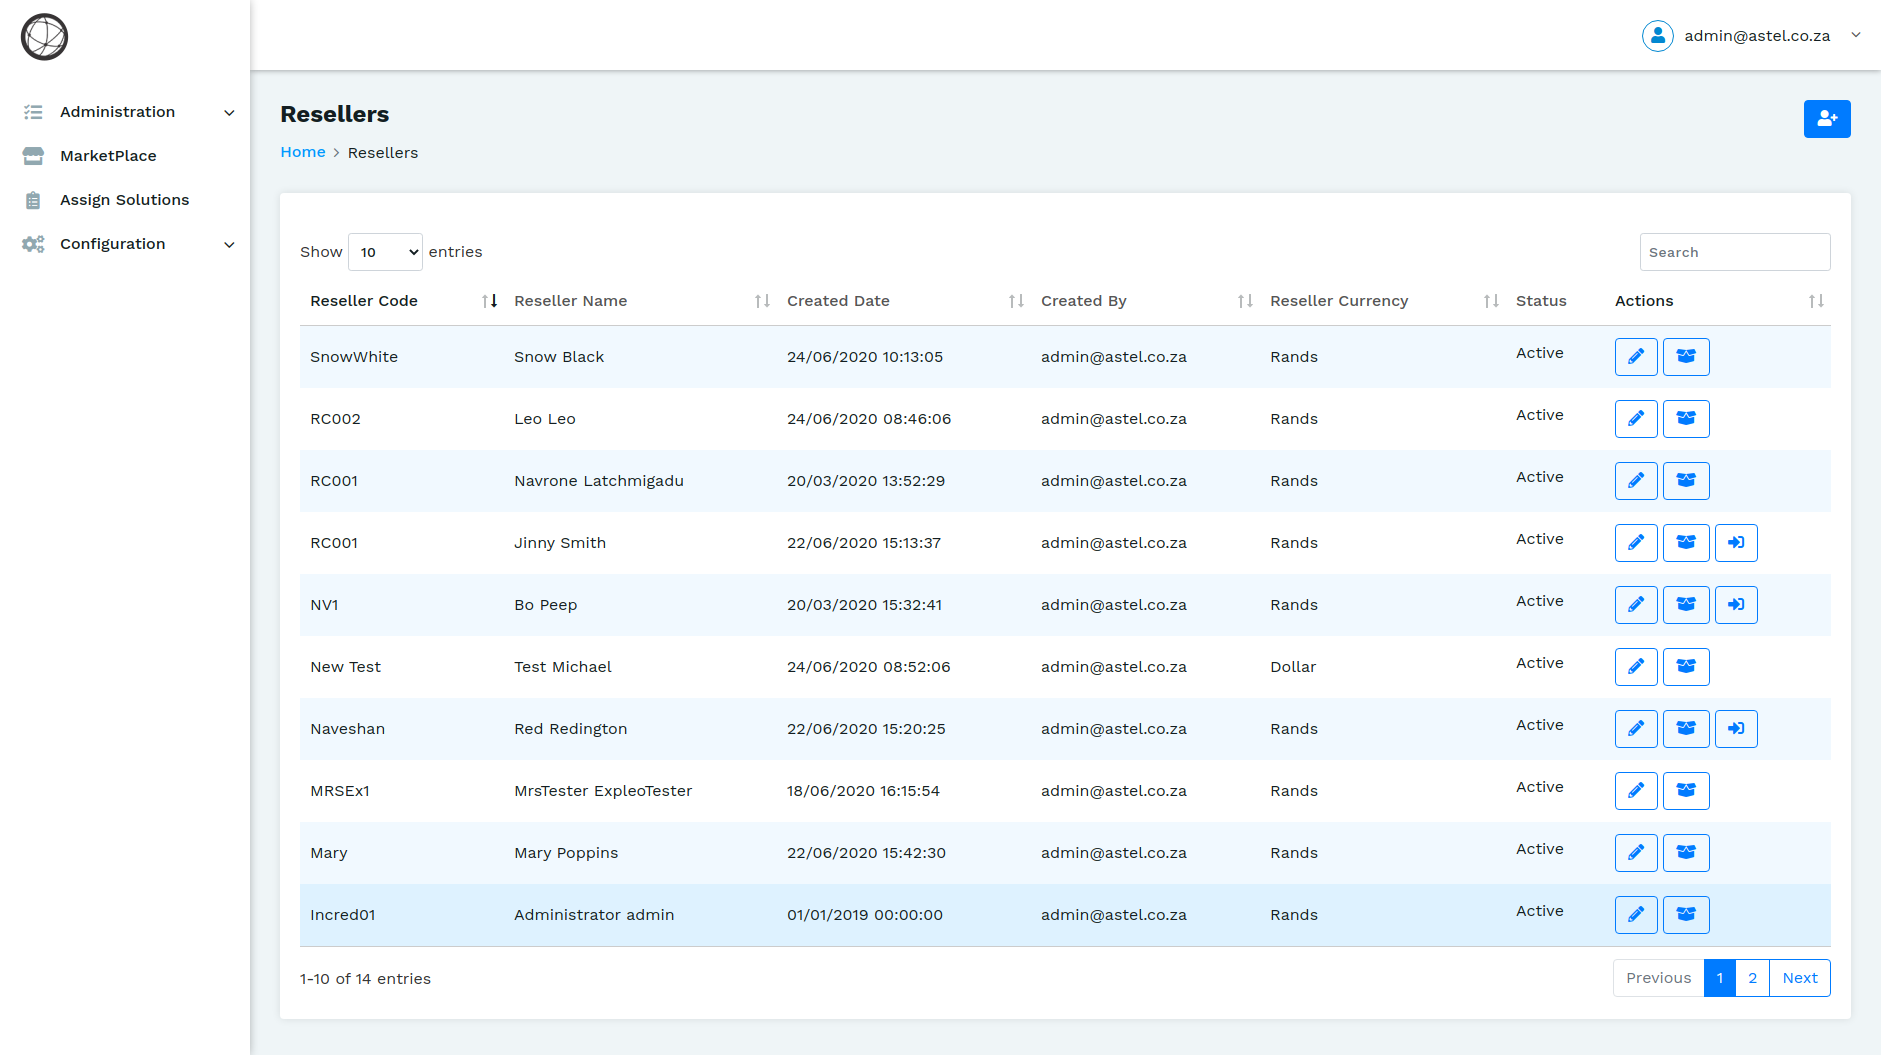 admin@astel.co.za
Administration
MarketPlace
Assign Solutions
Configuration
Resellers
Home > Resellers
Show 10 entries
Search
Reseller Code Reseller Name Created Date Created By Reseller Currency Status Actions
SnowWhite Snow Black 24/06/2020 10:13:05 admin@astel.co.za Rands Active
RC002 Leo Leo 24/06/2020 08:46:06 admin@astel.co.za Rands Active
RC001 Navrone Latchmigadu 20/03/2020 13:52:29 admin@astel.co.za Rands Active
RC001 Jinny Smith 22/06/2020 15:13:37 admin@astel.co.za Rands Active
NV1 Bo Peep 20/03/2020 15:32:41 admin@astel.co.za Rands Active
New Test Test Michael 24/06/2020 08:52:06 admin@astel.co.za Dollar Active
Naveshan Red Redington 22/06/2020 15:20:25 admin@astel.co.za Rands Active
MRSEx1 MrsTester ExpleoTester 18/06/2020 16:15:54 admin@astel.co.za Rands Active
Mary Mary Poppins 22/06/2020 15:42:30 admin@astel.co.za Rands Active
Incred01 Administrator admin 01/01/2019 00:00:00 admin@astel.co.za Rands Active
1-10 of 14 entries
Previous 1 2 Next